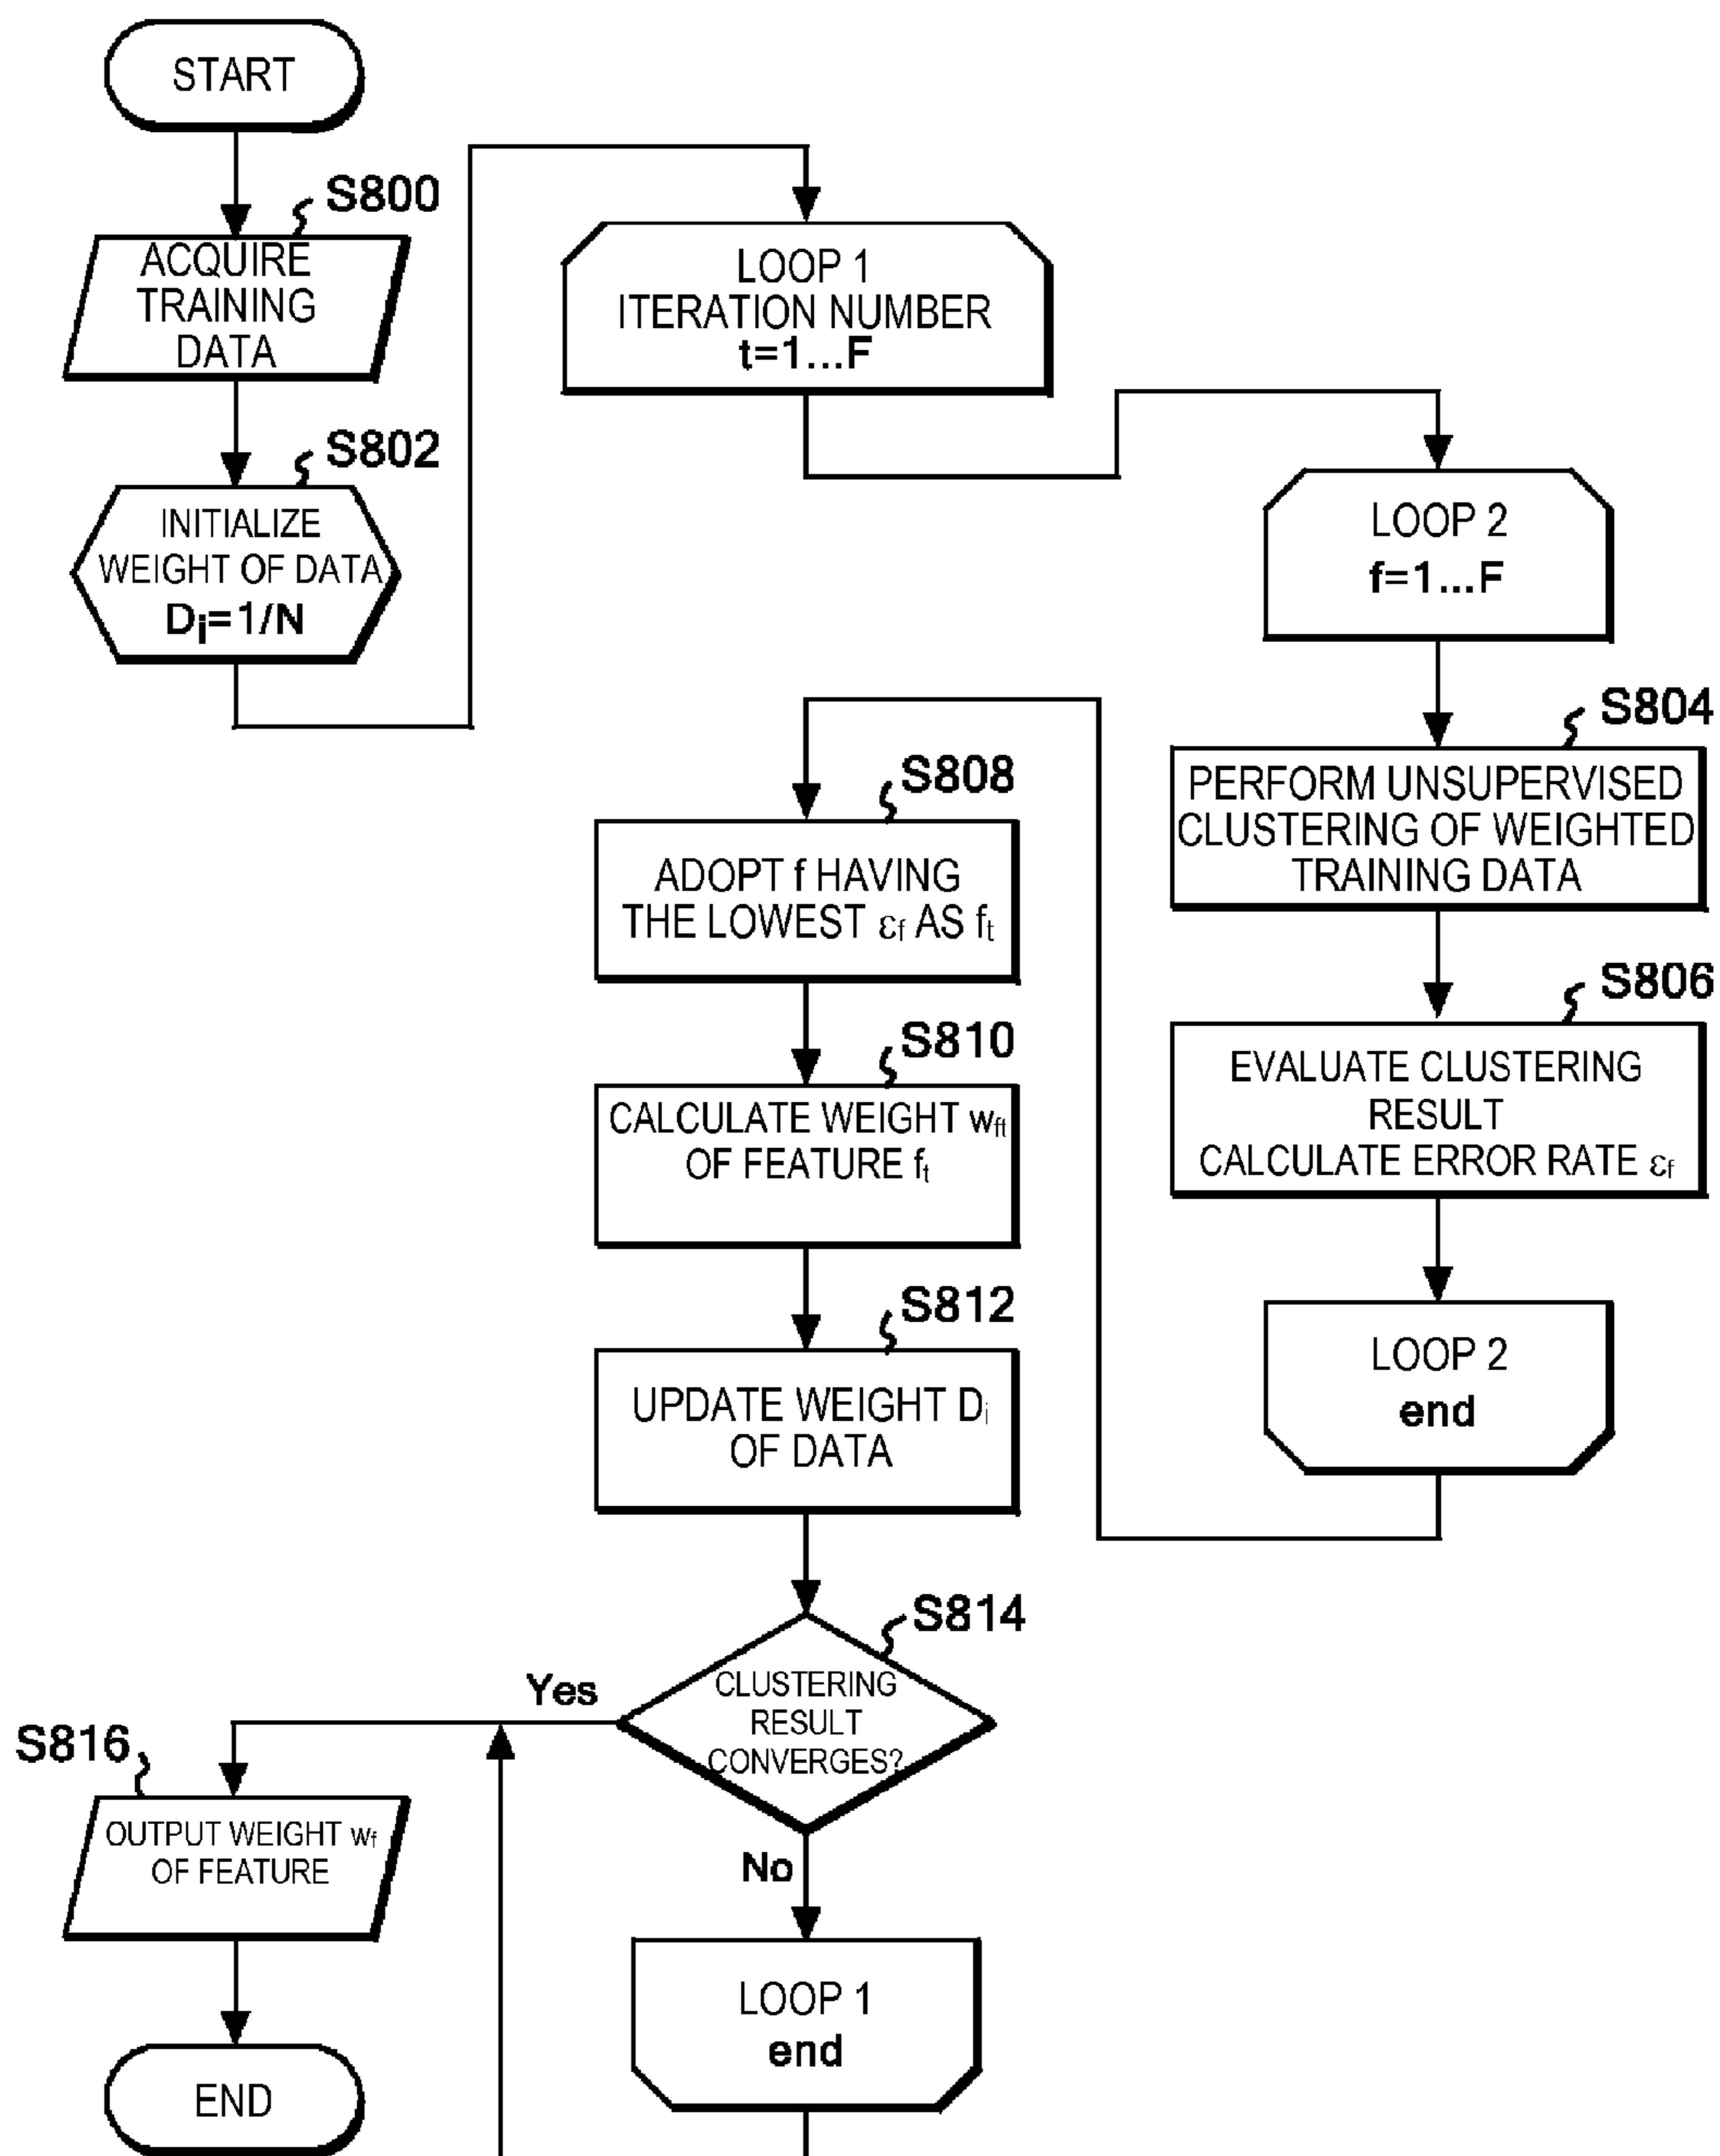 START
S800
ACQUIRE
TRAINING
DATA
S802
INITIALIZE
WEIGHT OF DATA
Di=1/N
LOOP 1
ITERATION NUMBER
t=1...F
LOOP 2
f=1...F
S804
PERFORM UNSUPERVISED
CLUSTERING OF WEIGHTED
TRAINING DATA
S806
EVALUATE CLUSTERING
RESULT
CALCULATE ERROR RATE εf
LOOP 2
end
S808
ADOPT f HAVING
THE LOWEST εf AS ft
S810
CALCULATE WEIGHT wft
OF FEATURE ft
S812
UPDATE WEIGHT Di
OF DATA
S814
CLUSTERING
RESULT
CONVERGES?
Yes
No
S816
OUTPUT WEIGHT wf
OF FEATURE
LOOP 1
end
END